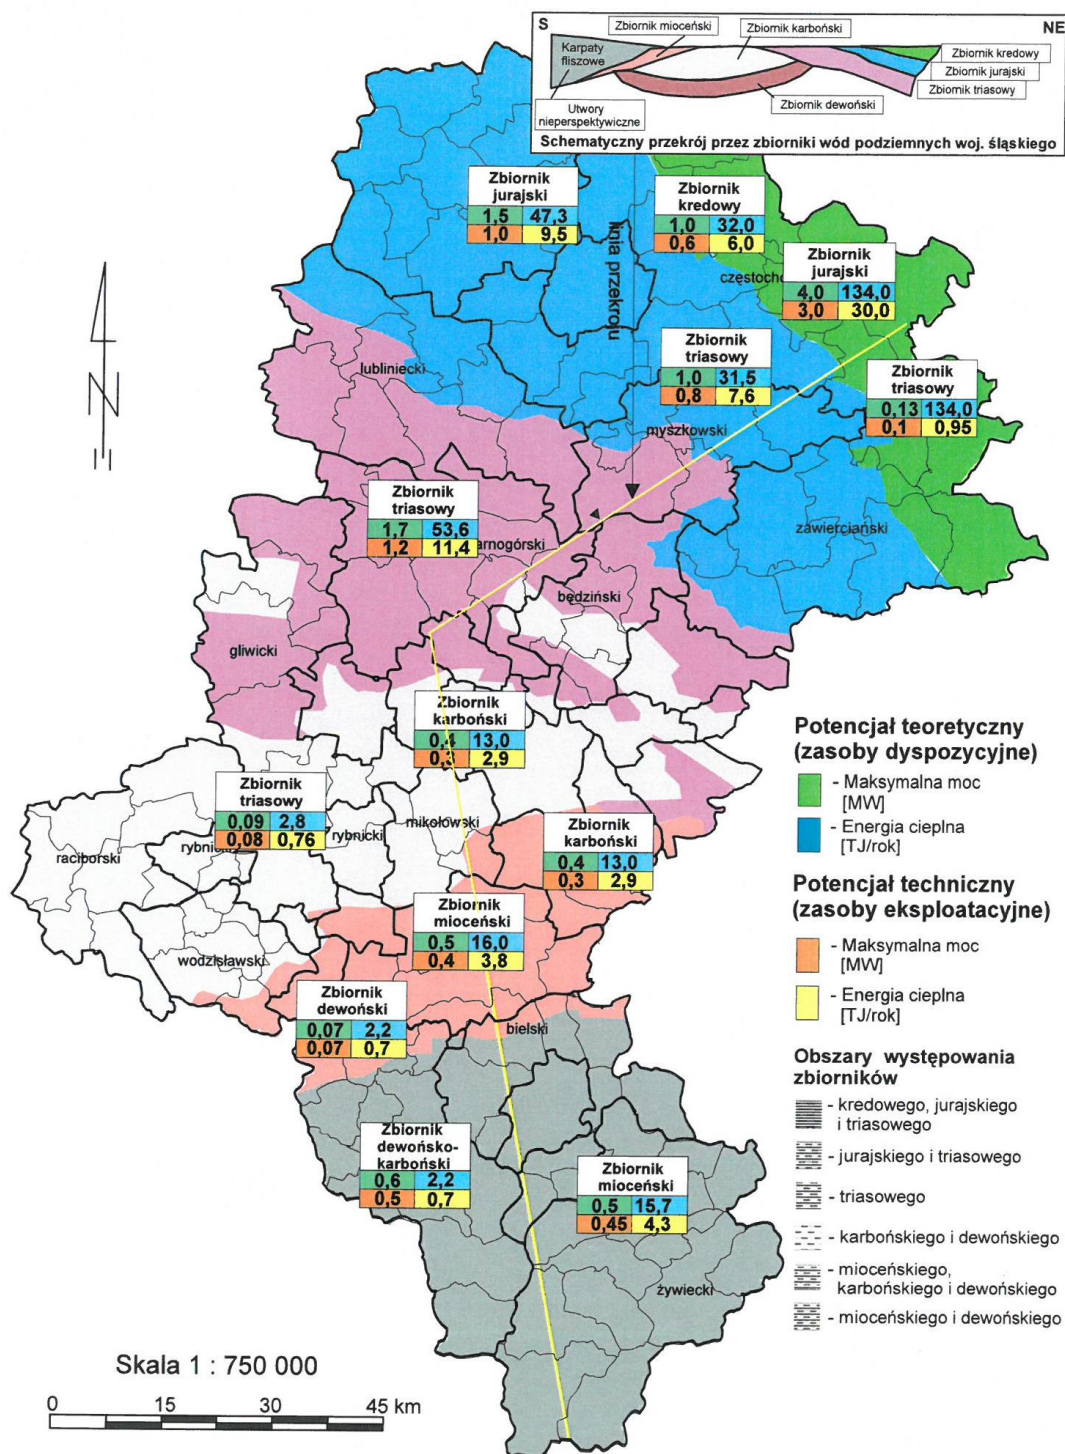 S
NE
Zbiornik mioceński
Zbiornik karboński
Karpaty
fliszowe
Zbiornik kredowy
Zbiornik jurajski
Zbiornik triasowy
Zbiornik dewoński
Utwory
nieperspektywiczne
Schematyczny przekrój przez zbiorniki wód podziemnych woj. śląskiego
Zbiornik
jurajski
1,5 47,3
1,0 9,5
Zbiornik
kredowy
1,0 32,0
0,6 6,0
linia przekroju
częstocho
Zbiornik
jurajski
4,0 134,0
3,0 30,0
Zbiornik
triasowy
1,0 31,5
0,8 7,6
Zbiornik
triasowy
0,13 134,0
0,1 0,95
lubliniecki
myszkowski
N
Zbiornik
triasowy
1,7 53,6
1,2 11,4
arnogórski
zawierciański
będziński
gliwicki
Zbiornik
karboński
0,4 13,0
0,3 2,9
Zbiornik
triasowy
0,09 2,8
0,08 0,76
raciborski
rybnicki
rybnicki
mikołowski
Zbiornik
karboński
0,4 13,0
0,3 2,9
Zbiornik
mioceński
0,5 16,0
0,4 3,8
wodzisławski
Zbiornik
dewoński
0,07 2,2
0,07 0,7
bielski
Zbiornik
dewońsko-
karboński
0,6 2,2
0,5 0,7
Zbiornik
mioceński
0,5 15,7
0,45 4,3
żywiecki
Potencjał teoretyczny
(zasoby dyspozycyjne)
- Maksymalna moc
[MW]
- Energia cieplna
[TJ/rok]
Potencjał techniczny
(zasoby eksploatacyjne)
- Maksymalna moc
[MW]
- Energia cieplna
[TJ/rok]
Obszary występowania
zbiorników
- kredowego, jurajskiego
i triasowego
- jurajskiego i triasowego
- triasowego
- karbońskiego i dewońskiego
- mioceńskiego,
karbońskiego i dewońskiego
- mioceńskiego i dewońskiego
Skala 1 : 750 000
0 15 30 45 km